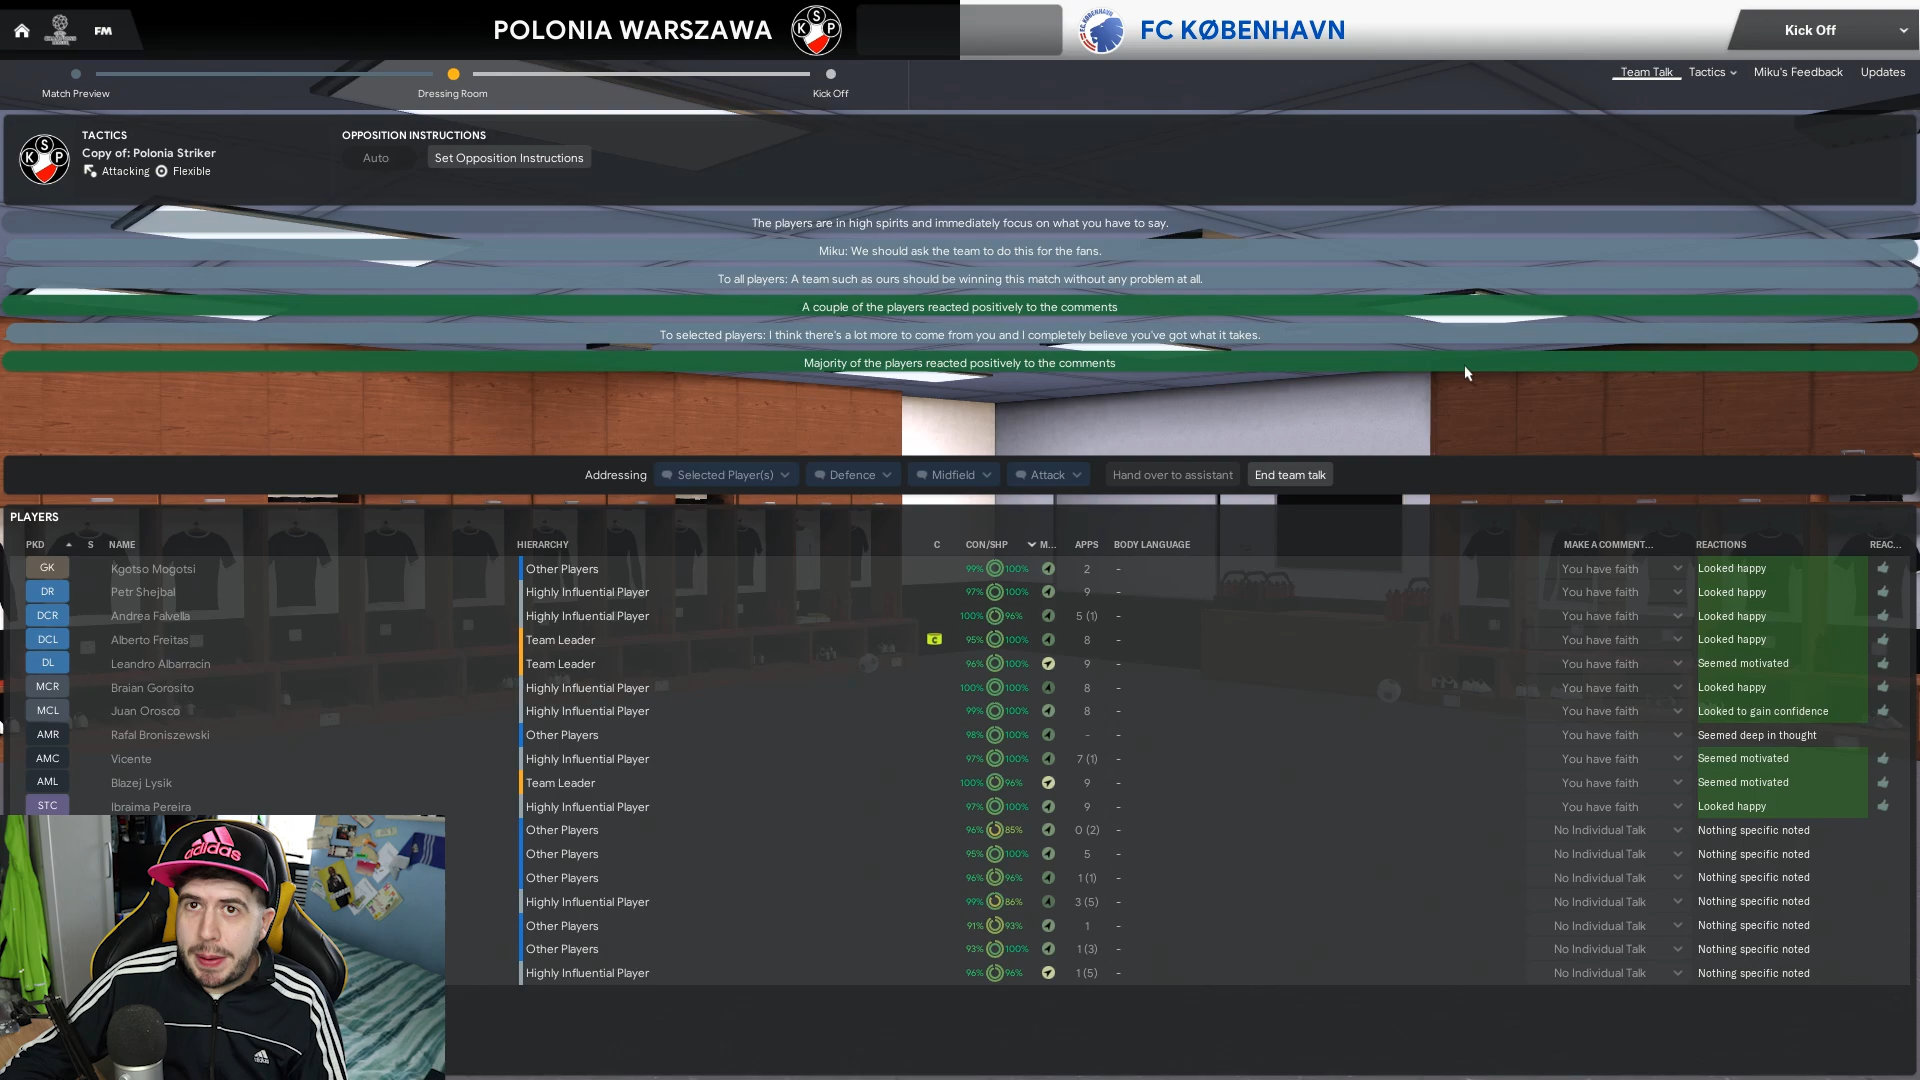 FM
POLONIA WARSZAWA
KSP
FC KØBENHAVN
Kick Off
Match Preview
Dressing Room
Kick Off
Team Talk
Tactics
Miku's Feedback
Updates
KSP
TACTICS
Copy of: Polonia Striker
Attacking Flexible
OPPOSITION INSTRUCTIONS
Auto Set Opposition Instructions
The players are in high spirits and immediately focus on what you have to say.
Miku: We should ask the team to do this for the fans.
To all players: A team such as ours should be winning this match without any problem at all.
A couple of the players reacted positively to the comments
To selected players: I think there's a lot more to come from you and I completely believe you've got what it takes.
Majority of the players reacted positively to the comments
Addressing Selected Player(s) Defence Midfield Attack Hand over to assistant End team talk
PLAYERS
PKD S NAME HIERARCHY C CON/SHP M... APPS BODY LANGUAGE MAKE A COMMENT... REACTIONS REAC...
GK Kgotso Mogotsi Other Players 99% 100% 2 - You have faith Looked happy
DR Petr Shejbal Highly Influential Player 97% 100% 9 - You have faith Looked happy
DCR Andrea Falvella Highly Influential Player 100% 96% 5 (1) - You have faith Looked happy
DCL Alberto Freitas Team Leader C 95% 100% 8 - You have faith Looked happy
DL Leandro Albarracin Team Leader 96% 100% 9 - You have faith Seemed motivated
MCR Braian Gorosito Highly Influential Player 100% 100% 8 - You have faith Looked happy
MCL Juan Orosco Highly Influential Player 99% 100% 8 - You have faith Looked to gain confidence
AMR Rafal Broniszewski Other Players 98% 100% - - You have faith Seemed deep in thought
AMC Vicente Highly Influential Player 97% 100% 7 (1) - You have faith Seemed motivated
AML Blazej Lysik Team Leader 100% 96% 9 - You have faith Seemed motivated
STC Ibraima Pereira Highly Influential Player 97% 100% 9 - You have faith Looked happy
Other Players 96% 85% 0 (2) - No Individual Talk Nothing specific noted
Other Players 95% 100% 5 - No Individual Talk Nothing specific noted
Other Players 96% 96% 1 (1) - No Individual Talk Nothing specific noted
Highly Influential Player 99% 86% 3 (5) - No Individual Talk Nothing specific noted
Other Players 91% 93% 1 - No Individual Talk Nothing specific noted
Other Players 93% 100% 1 (3) - No Individual Talk Nothing specific noted
Highly Influential Player 96% 96% 1 (5) - No Individual Talk Nothing specific noted
adidas